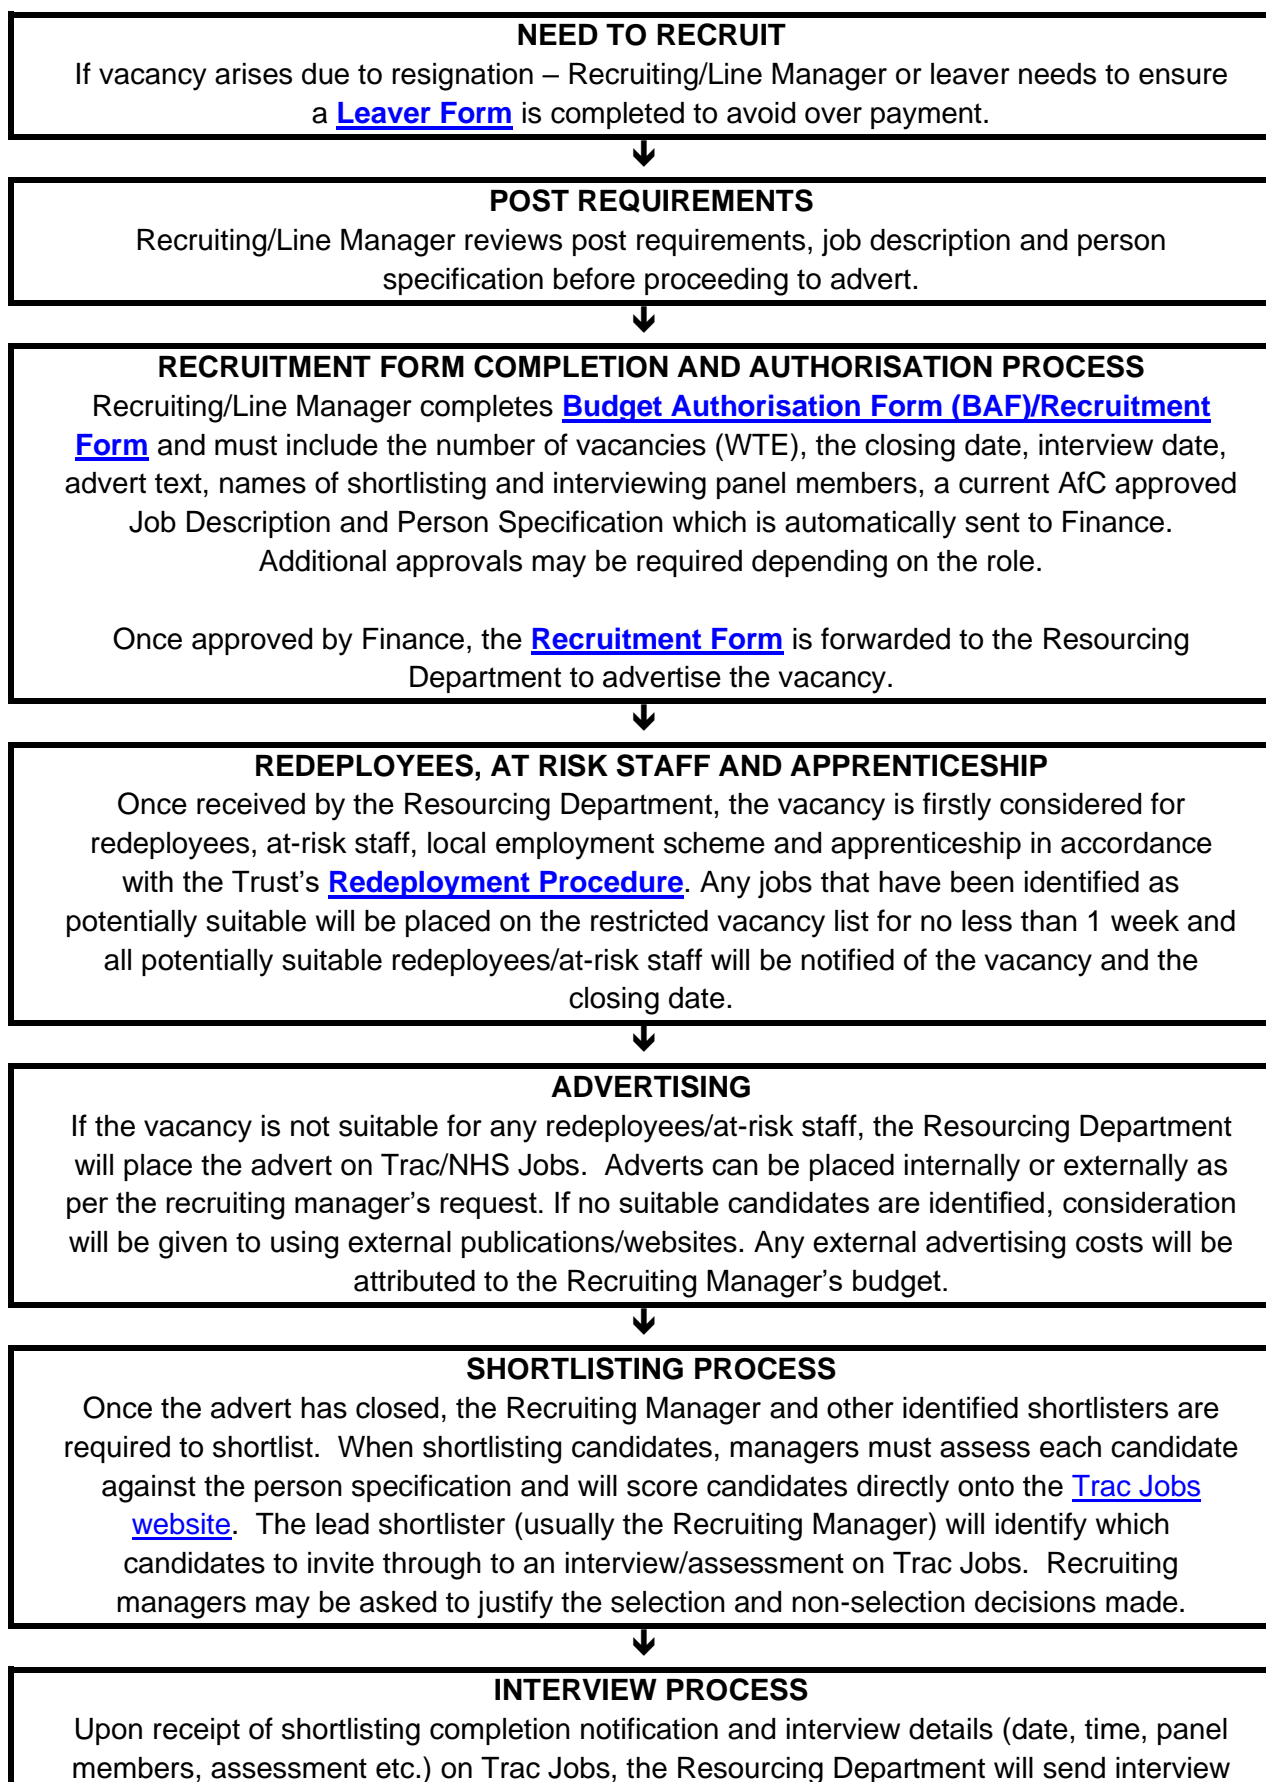 NEED TO RECRUIT
If vacancy arises due to resignation – Recruiting/Line Manager or leaver needs to ensure
a Leaver Form is completed to avoid over payment.
POST REQUIREMENTS
Recruiting/Line Manager reviews post requirements, job description and person
specification before proceeding to advert.
RECRUITMENT FORM COMPLETION AND AUTHORISATION PROCESS
Recruiting/Line Manager completes Budget Authorisation Form (BAF)/Recruitment
Form and must include the number of vacancies (WTE), the closing date, interview date,
advert text, names of shortlisting and interviewing panel members, a current AfC approved
Job Description and Person Specification which is automatically sent to Finance.
Additional approvals may be required depending on the role.
Once approved by Finance, the Recruitment Form is forwarded to the Resourcing
Department to advertise the vacancy.
REDEPLOYEES, AT RISK STAFF AND APPRENTICESHIP
Once received by the Resourcing Department, the vacancy is firstly considered for
redeployees, at-risk staff, local employment scheme and apprenticeship in accordance
with the Trust’s Redeployment Procedure. Any jobs that have been identified as
potentially suitable will be placed on the restricted vacancy list for no less than 1 week and
all potentially suitable redeployees/at-risk staff will be notified of the vacancy and the
closing date.
ADVERTISING
If the vacancy is not suitable for any redeployees/at-risk staff, the Resourcing Department
will place the advert on Trac/NHS Jobs.  Adverts can be placed internally or externally as
per the recruiting manager’s request. If no suitable candidates are identified, consideration
will be given to using external publications/websites. Any external advertising costs will be
attributed to the Recruiting Manager’s budget.
SHORTLISTING PROCESS
Once the advert has closed, the Recruiting Manager and other identified shortlisters are
required to shortlist.  When shortlisting candidates, managers must assess each candidate
against the person specification and will score candidates directly onto the Trac Jobs
website.  The lead shortlister (usually the Recruiting Manager) will identify which
candidates to invite through to an interview/assessment on Trac Jobs.  Recruiting
managers may be asked to justify the selection and non-selection decisions made.
INTERVIEW PROCESS
Upon receipt of shortlisting completion notification and interview details (date, time, panel
members, assessment etc.) on Trac Jobs, the Resourcing Department will send interview